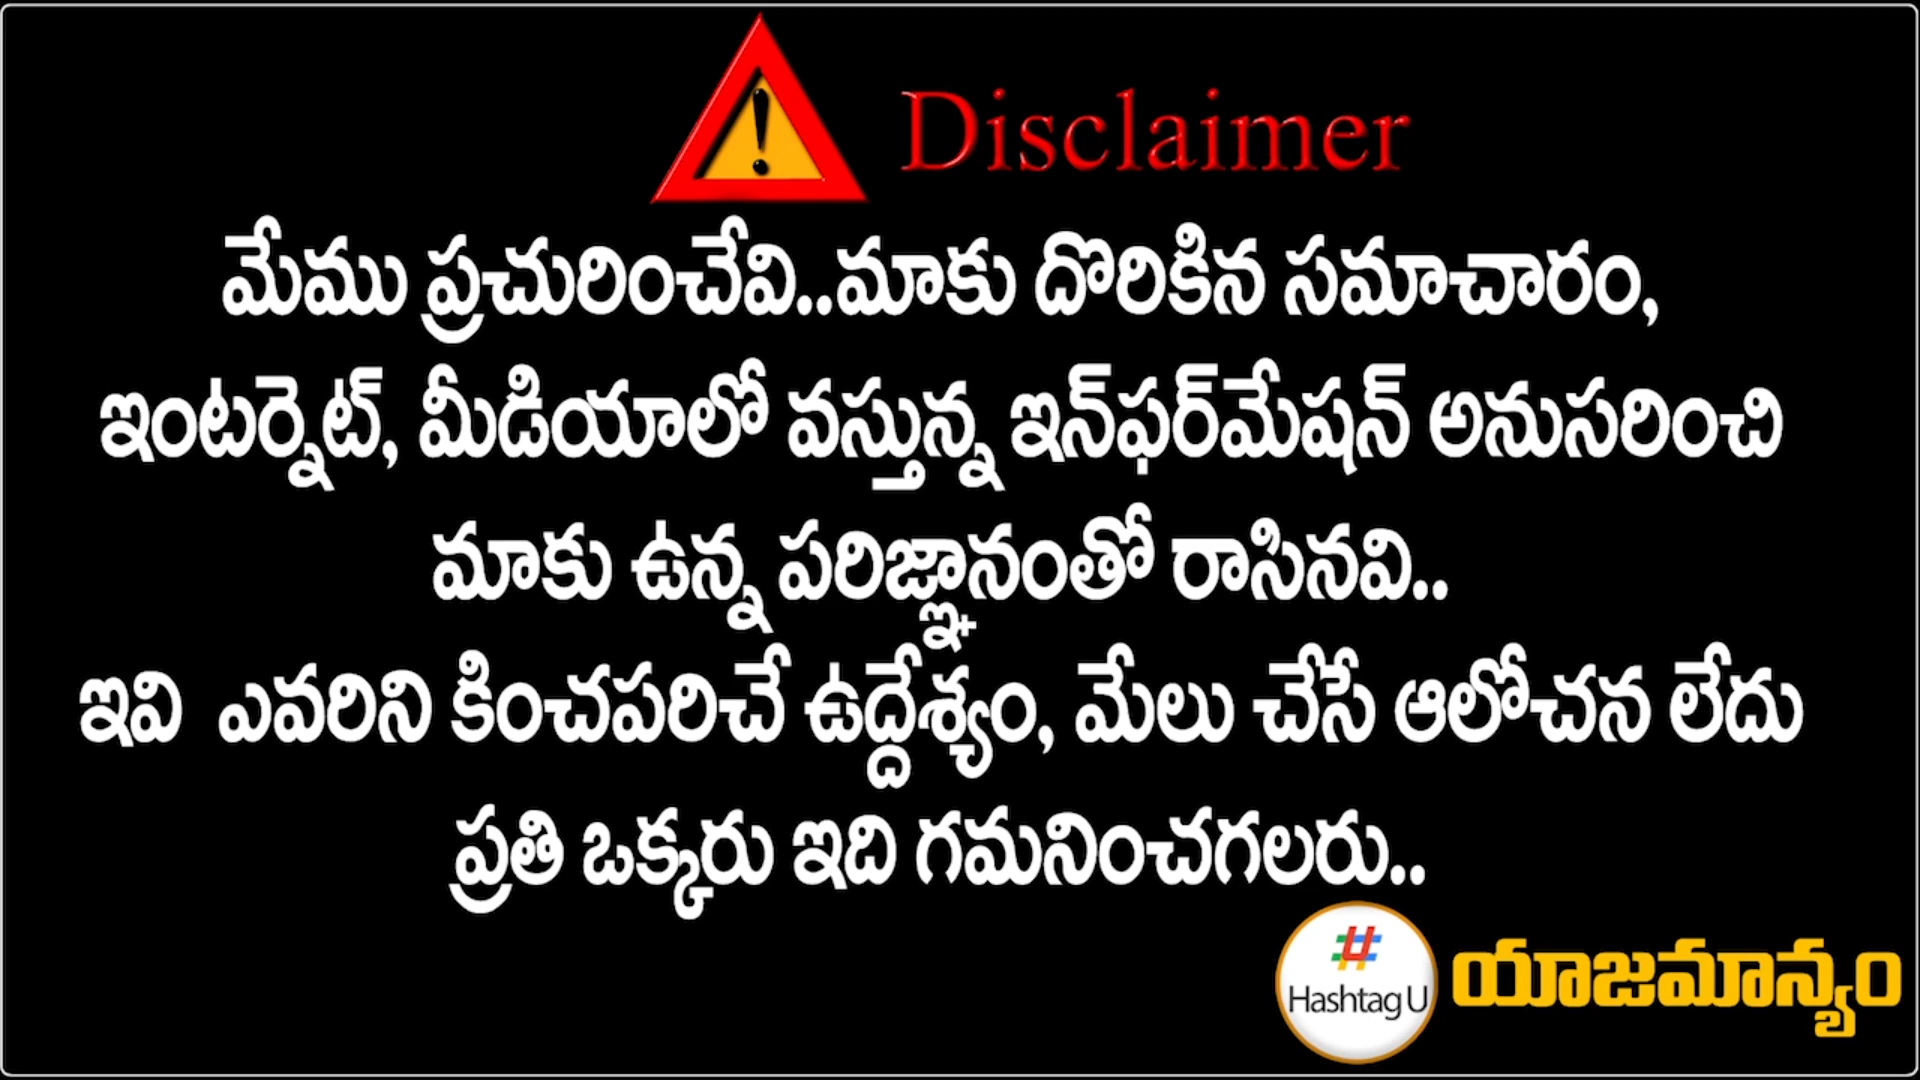 Disclaimer
మేము ప్రచురించేవి..మాకు దొరికిన సమాచారం,
ఇంటర్నెట్, మీడియాలో వస్తున్న ఇన్‌ఫర్‌మేషన్ అనుసరించి
మాకు ఉన్న పరిజ్ఞానంతో రాసినవి..
ఇవి ఎవరిని కించపరిచే ఉద్దేశ్యం, మేలు చేసే ఆలోచన లేదు
ప్రతి ఒక్కరు ఇది గమనించగలరు..
#
Hashtag U
యాజమాన్యం